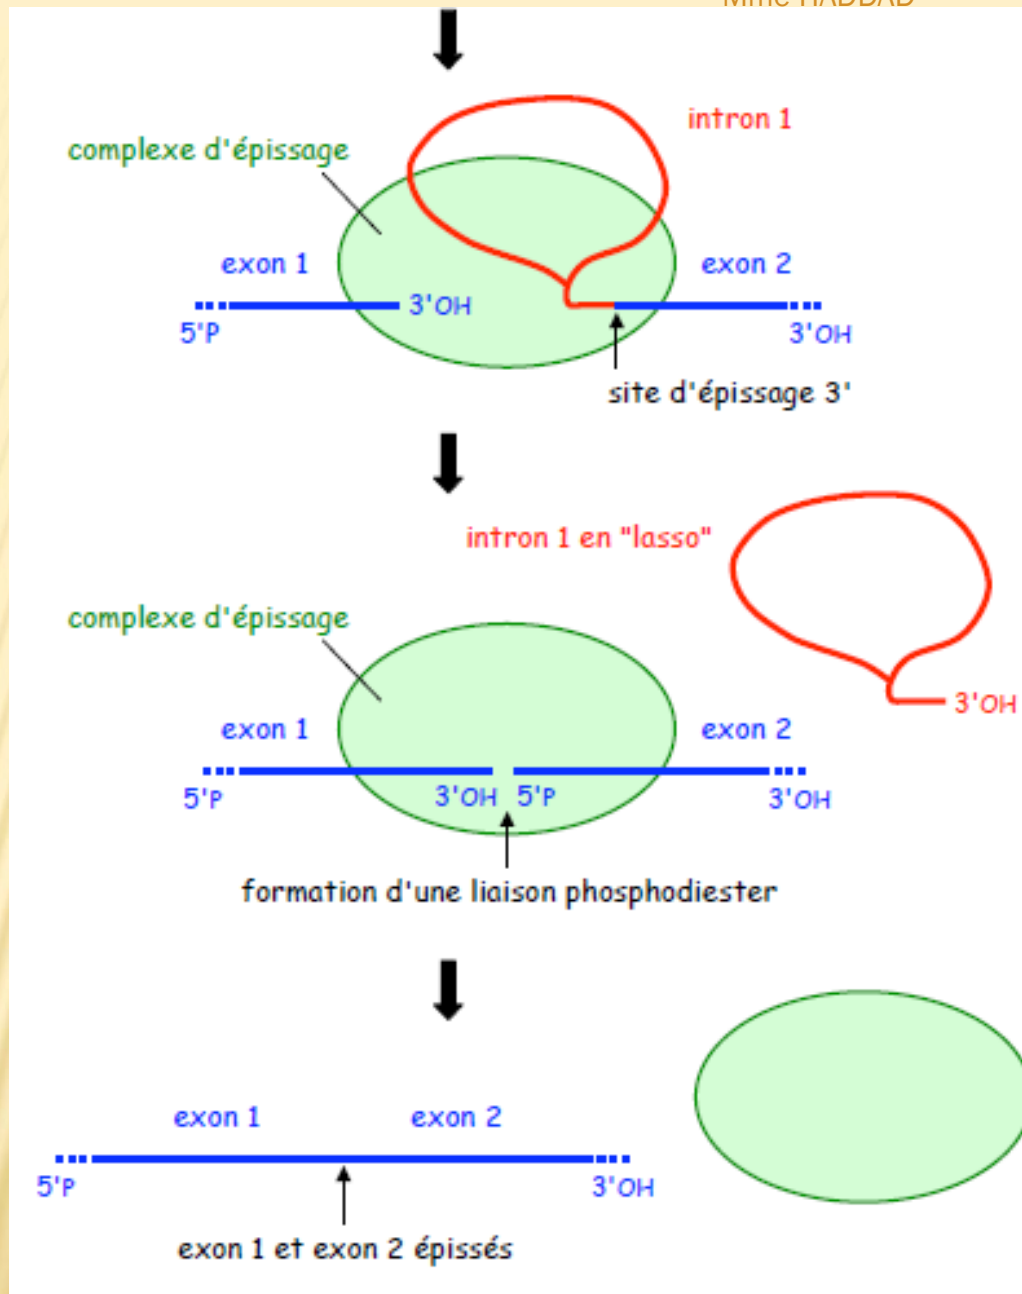 Mme HADDAD
intron 1
complexe d'épissage
exon 1
exon 2
3'OH
5'P
3'OH
site d'épissage 3'
intron 1 en "lasso"
complexe d'épissage
3'OH
exon 1
exon 2
5'P
3'OH
5'P
3'OH
formation d'une liaison phosphodiester
exon 1
exon 2
5'P
3'OH
exon 1 et exon 2 épissés